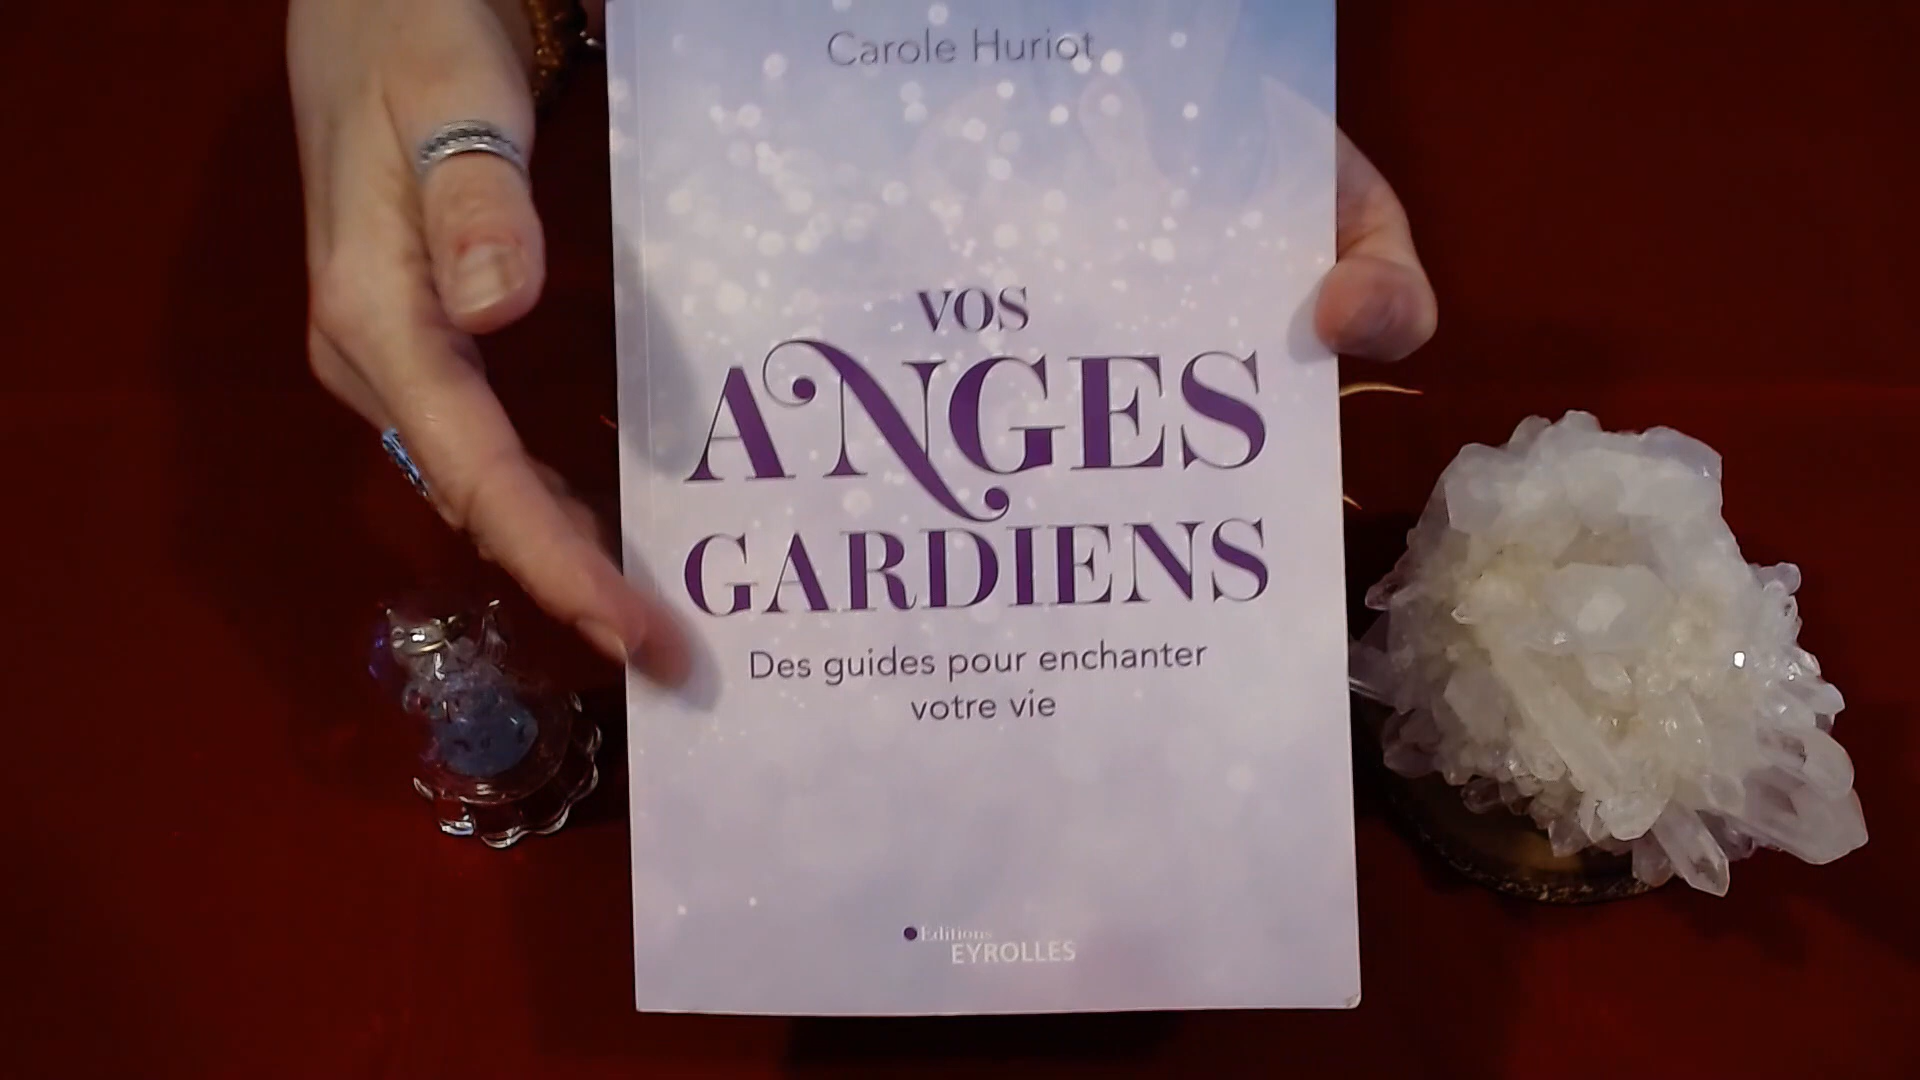 Carole Huriot
VOS
ANGES
GARDIENS
Des guides pour enchanter
votre vie
Editions
EYROLLES